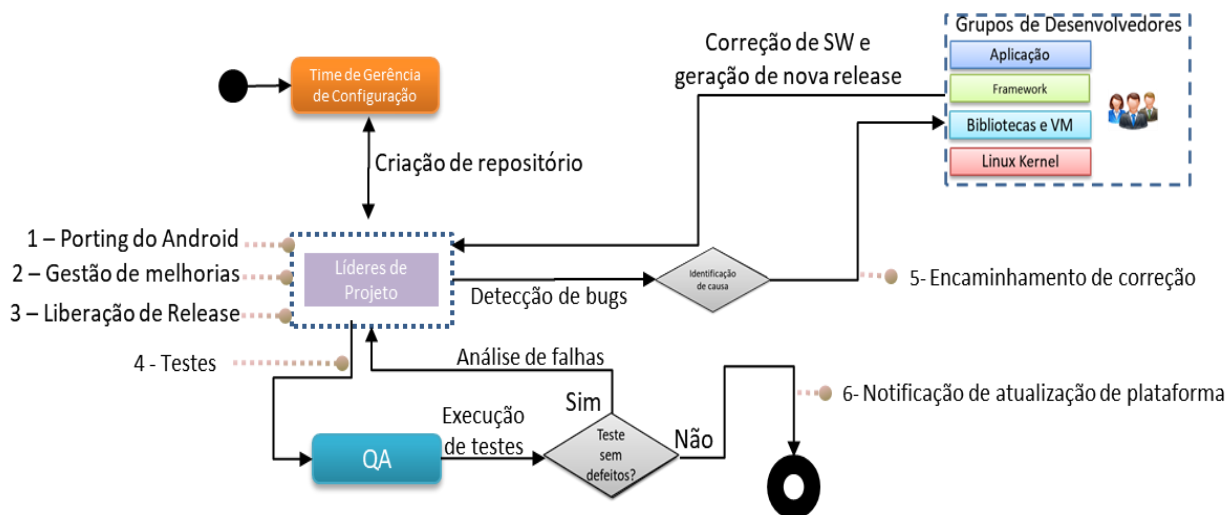 Grupos de Desenvolvedores
Aplicação
Framework
Bibliotecas e VM
Linux Kernel
Correção de SW e
geração de nova release
Time de Gerência
de Configuração
Criação de repositório
1 – Porting do Android
2 – Gestão de melhorias
3 – Liberação de Release
Líderes de
Projeto
Detecção de bugs
Identificação
de causa
5- Encaminhamento de correção
4 - Testes
Análise de falhas
Sim
6- Notificação de atualização de plataforma
QA
Execução
de testes
Teste
sem
defeitos?
Não